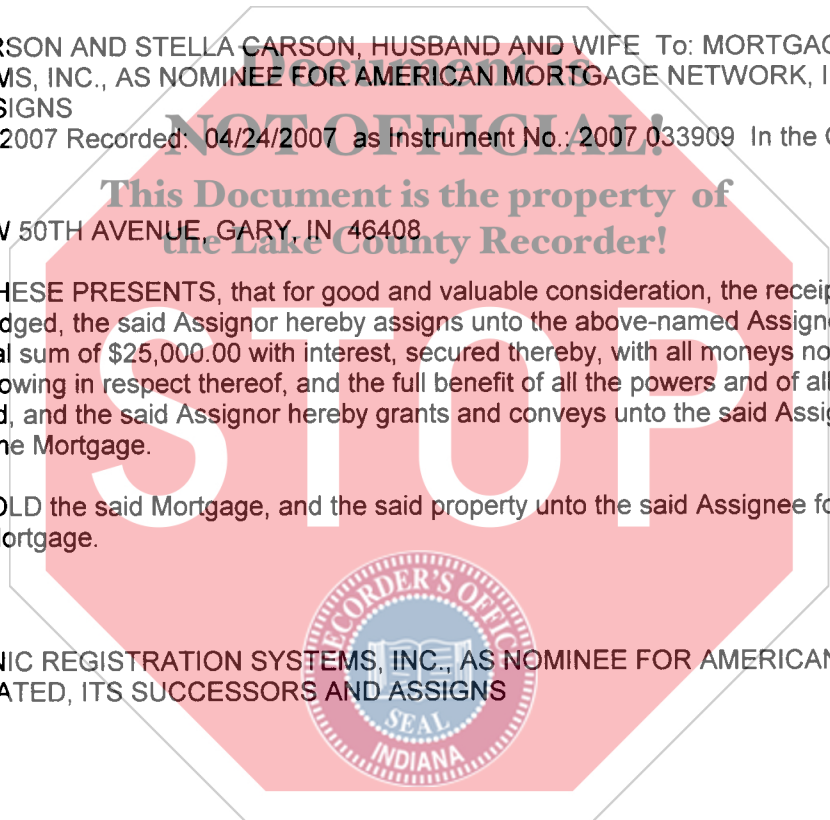 RSON AND STELLA CARSON, HUSBAND AND WIFE To: MORTGAG
MS, INC., AS NOMINEE FOR AMERICAN MORTGAGE NETWORK, I
Document is
SIGNS
2007 Recorded: 04/24/2007 as Instrument No.: 2007 033909 In the
NOT OFFICIAL!
This Document is the property of
W 50TH AVENUE, GARY, IN 46408
the Lake County Recorder!
HESE PRESENTS, that for good and valuable consideration, the receip
dged, the said Assignor hereby assigns unto the above-named Assign
al sum of $25,000.00 with interest, secured thereby, with all moneys no
owing in respect thereof, and the full benefit of all the powers and of all
d, and the said Assignor hereby grants and conveys unto the said Assig
he Mortgage.
STOP
OLD the said Mortgage, and the said property unto the said Assignee fo
ortgage.
RECORDER'S OFFICE
NIC REGISTRATION SYSTEMS, INC., AS NOMINEE FOR AMERICAN
ATED, ITS SUCCESSORS AND ASSIGNS
SEAL
INDIANA